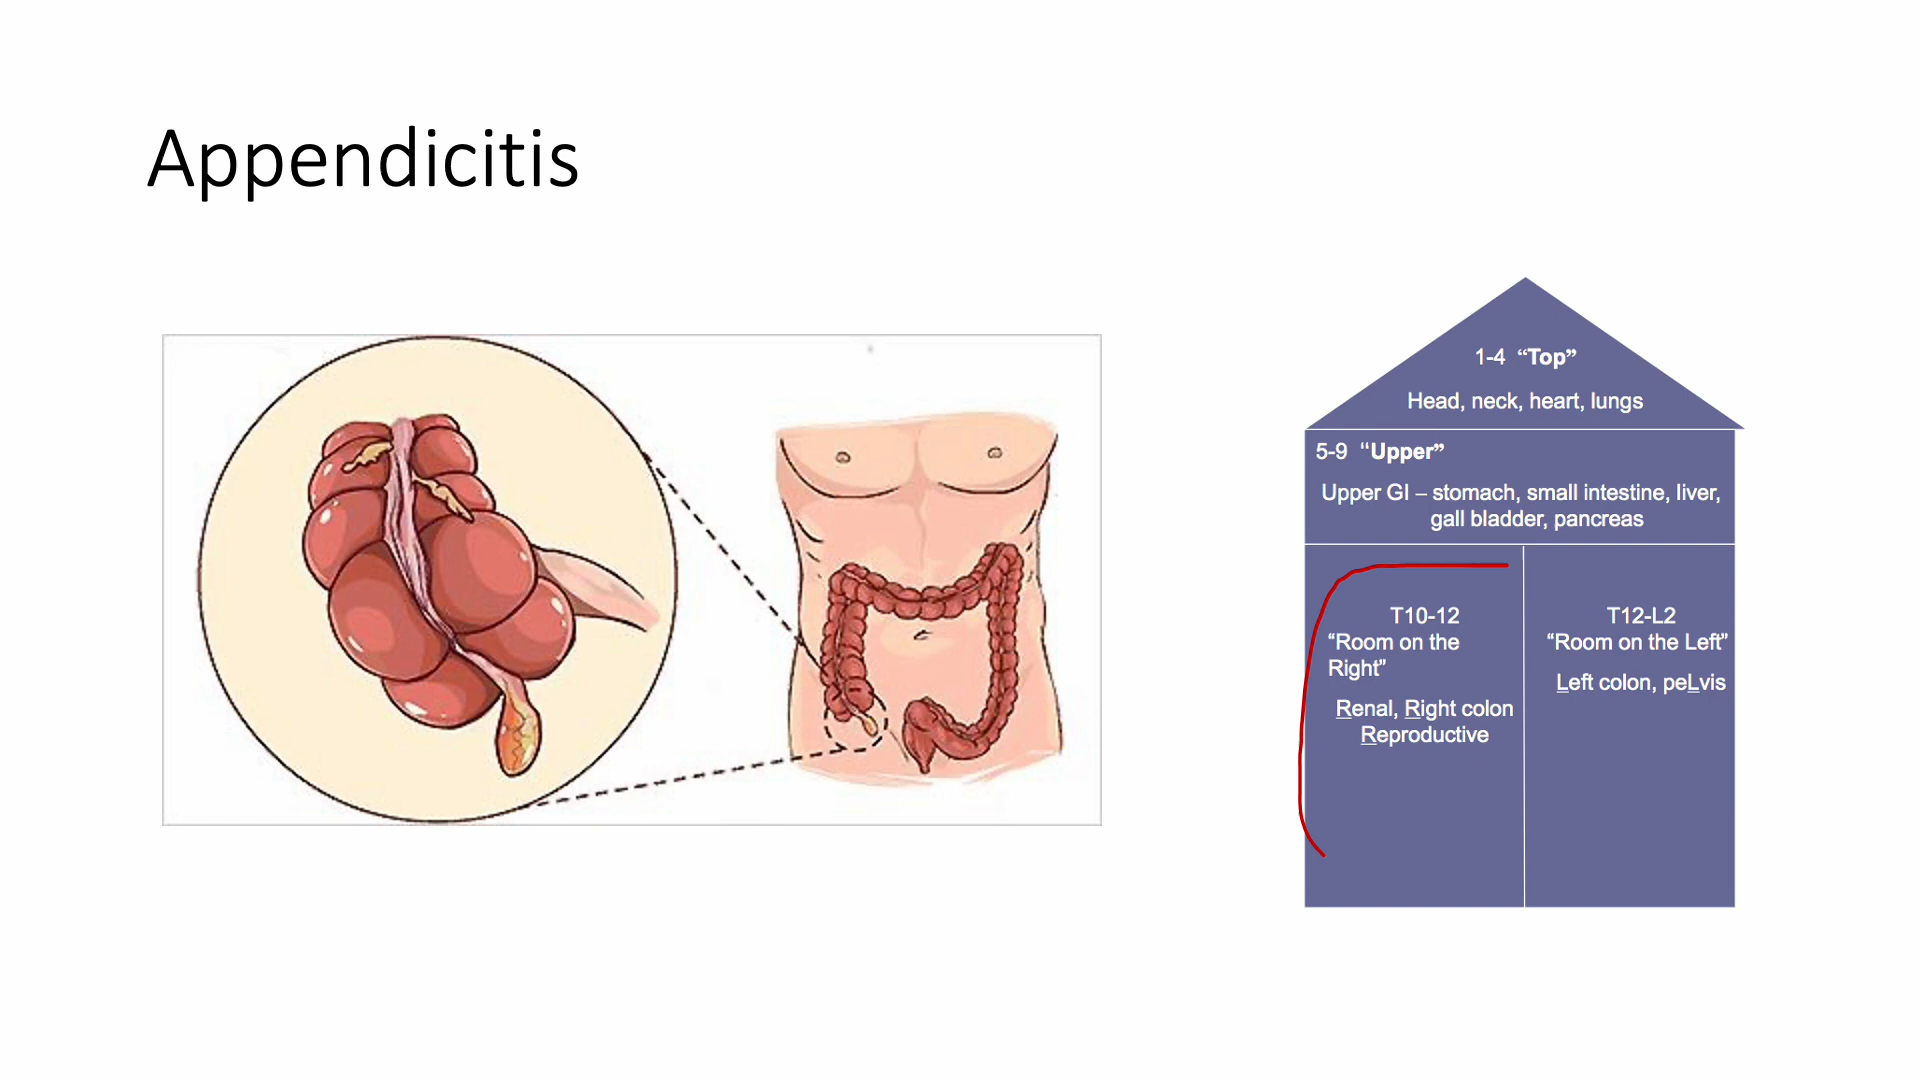 Appendicitis
1-4 “Top”
Head, neck, heart, lungs
5-9 “Upper”
Upper GI – stomach, small intestine, liver,
gall bladder, pancreas
T10-12
“Room on the
Right”
Renal, Right colon
Reproductive
T12-L2
“Room on the Left”
Left colon, peLvis